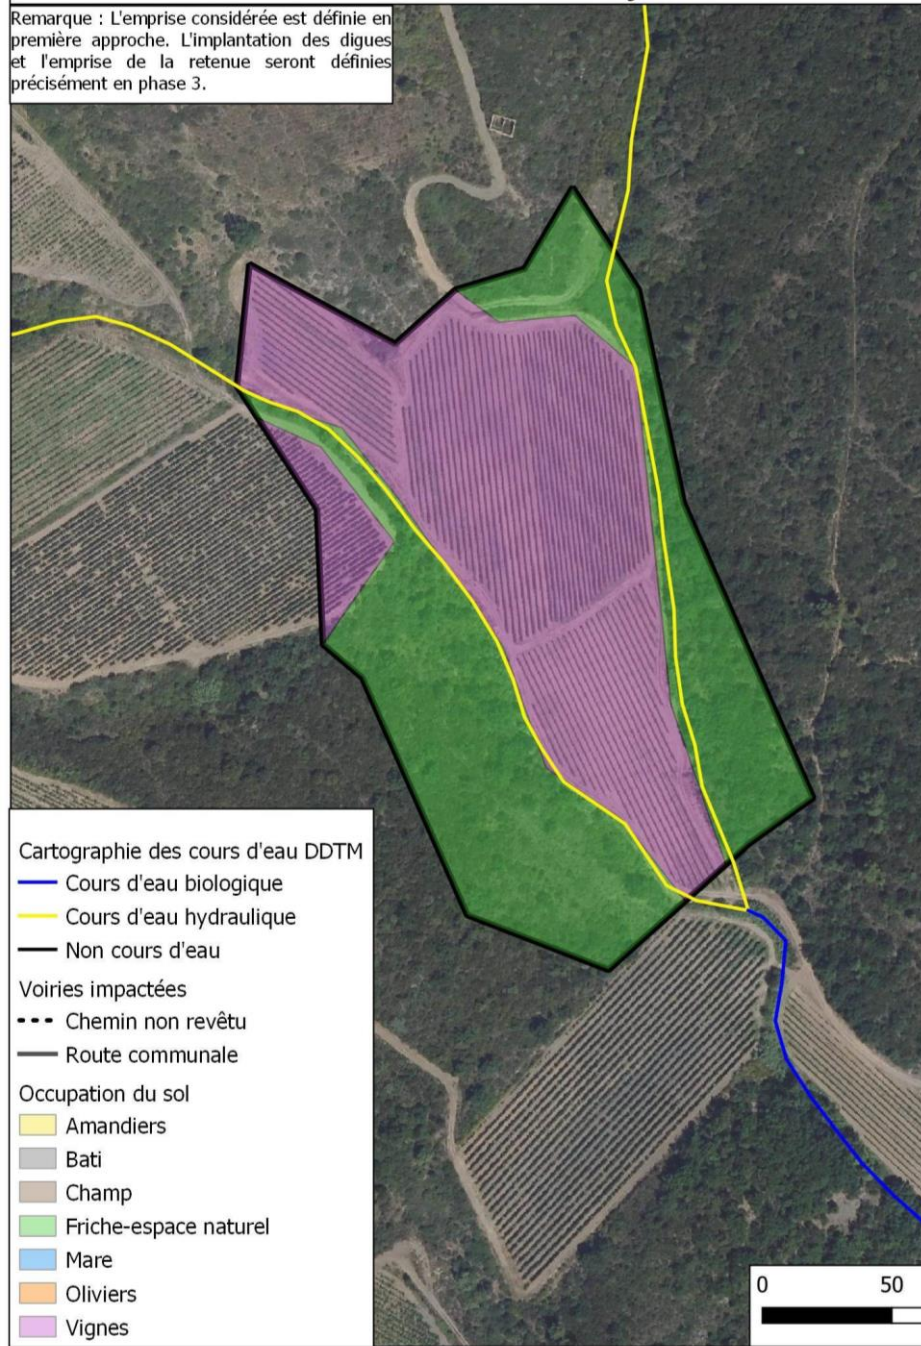 Remarque : L'emprise considérée est définie en
première approche. L'implantation des digues
et l'emprise de la retenue seront définies
précisément en phase 3.
Cartographie des cours d'eau DDTM
Cours d'eau biologique
Cours d'eau hydraulique
Non cours d'eau
Voiries impactées
Chemin non revêtu
Route communale
Occupation du sol
Amandiers
Bati
Champ
Friche-espace naturel
Mare
Oliviers
Vignes
0 50